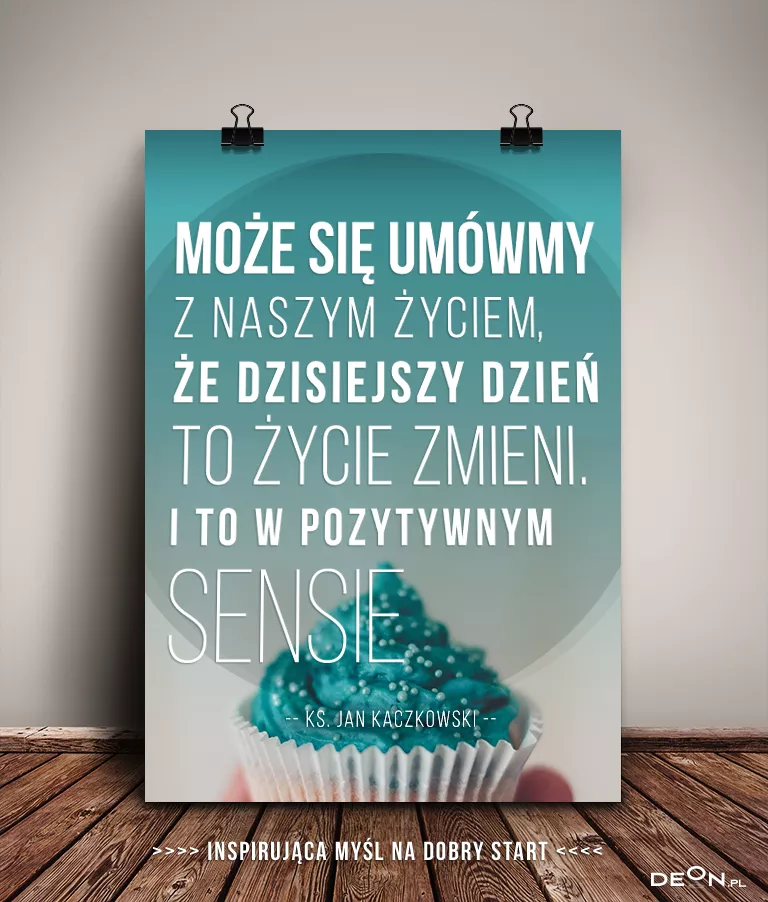 MOŻE SIĘ UMÓWMY
Z NASZYM ŻYCIEM,
ŻE DZISIEJSZY DZIEŃ
TO ŻYCIE ZMIENI.
I TO W POZYTYWNYM
SENSIE
-- KS. JAN KACZKOWSKI --
>>>> INSPIRUJĄCA MYŚL NA DOBRY START <<<<
DEON.PL